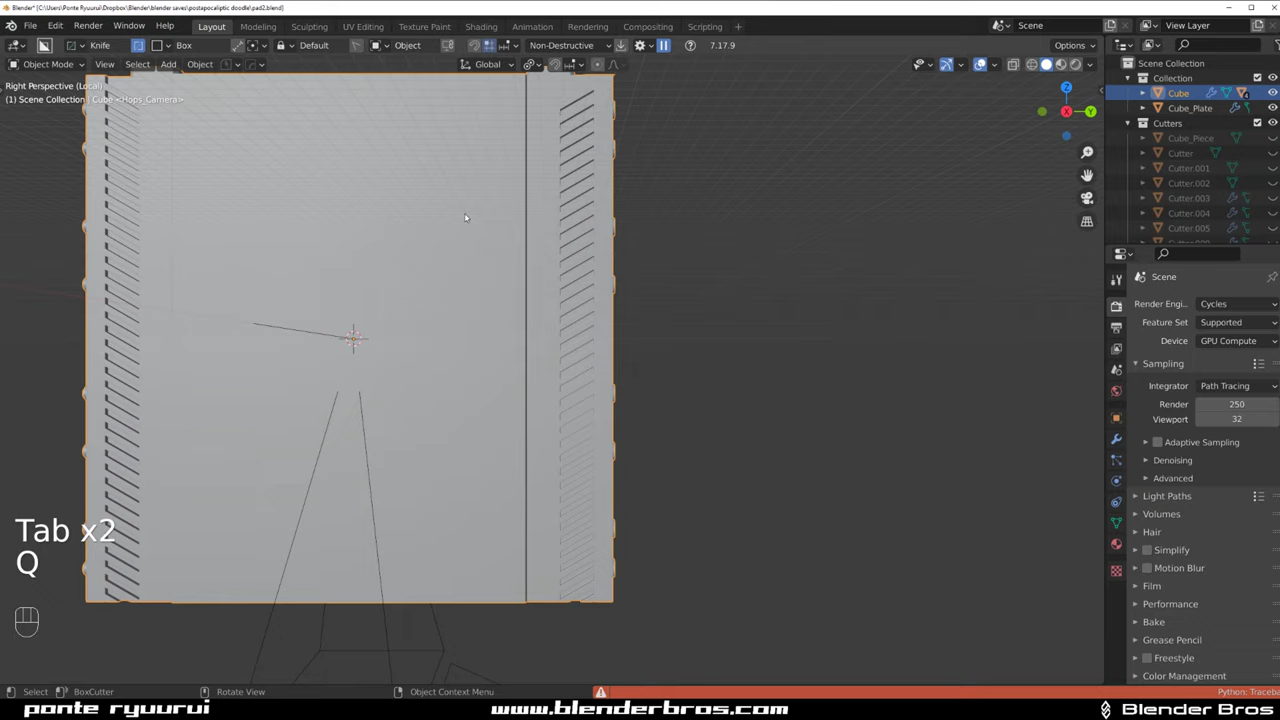 Blender* [C:\Users\Ponte Ryuurui\Dropbox\Blender\blender saves\postapocaliptic doodle\pad2.blend]
File Edit Render Window Help Layout Modeling Sculpting UV Editing Texture Paint Shading Animation Rendering Compositing Scripting Scene View Layer
Knife Box Default Object Non-Destructive 7.17.9 Options
Object Mode View Select Add Object Global
Right Perspective (Local)
(1) Scene Collection | Cube <Hops_Camera>
Scene Collection
Collection
Cube
Cube_Plate
Cutters
Cube_Piece
Cutter
Cutter.001
Cutter.002
Cutter.003
Cutter.004
Cutter.005
Scene
Render Engi... Cycles
Feature Set Supported
Device GPU Compute
Sampling
Integrator Path Tracing
Render 250
Viewport 32
Adaptive Sampling
Denoising
Advanced
Light Paths
Volumes
Hair
Simplify
Motion Blur
Film
Performance
Bake
Grease Pencil
Freestyle
Color Management
Z
Y
X
Tab x2
Q
Select BoxCutter Rotate View Object Context Menu Python: Traceba
ponte ryuurui www.blenderbros.com Blender Bros